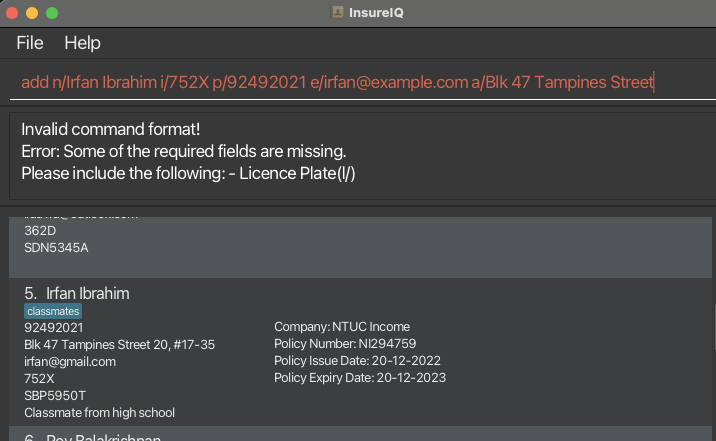 InsureIQ
File Help
add n/Irfan Ibrahim i/752X p/92492021 e/irfan@example.com a/Blk 47 Tampines Street
Invalid command format!
Error: Some of the required fields are missing.
Please include the following: - Licence Plate(l/)
362D
SDN5345A
5. Irfan Ibrahim
classmates
92492021
Blk 47 Tampines Street 20, #17-35
irfan@gmail.com
752X
SBP5950T
Classmate from high school
Company: NTUC Income
Policy Number: NI294759
Policy Issue Date: 20-12-2022
Policy Expiry Date: 20-12-2023
6. Roy Balakrichnan